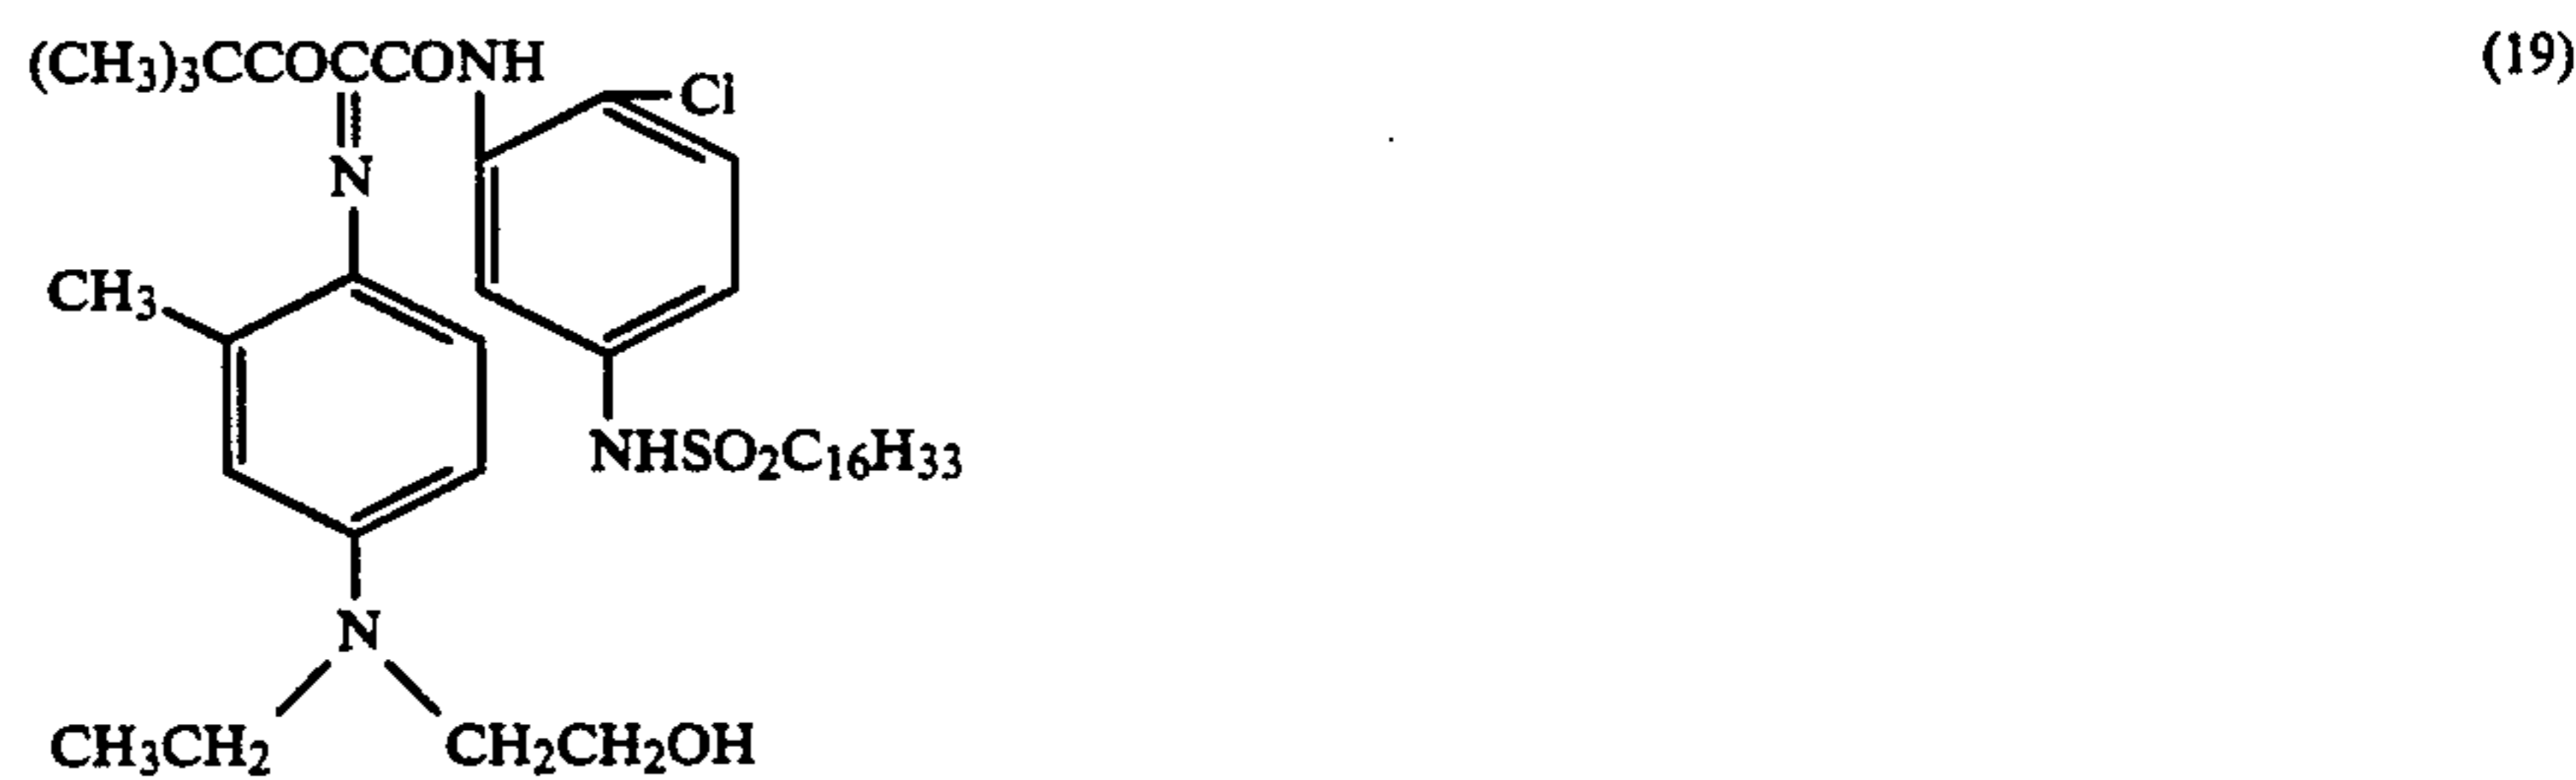 (CH₃)₃CCOCCONH (19)
Cl
N
CH₃
NHSO₂C₁₆H₃₃
N
CH₃CH₂ CH₂CH₂OH